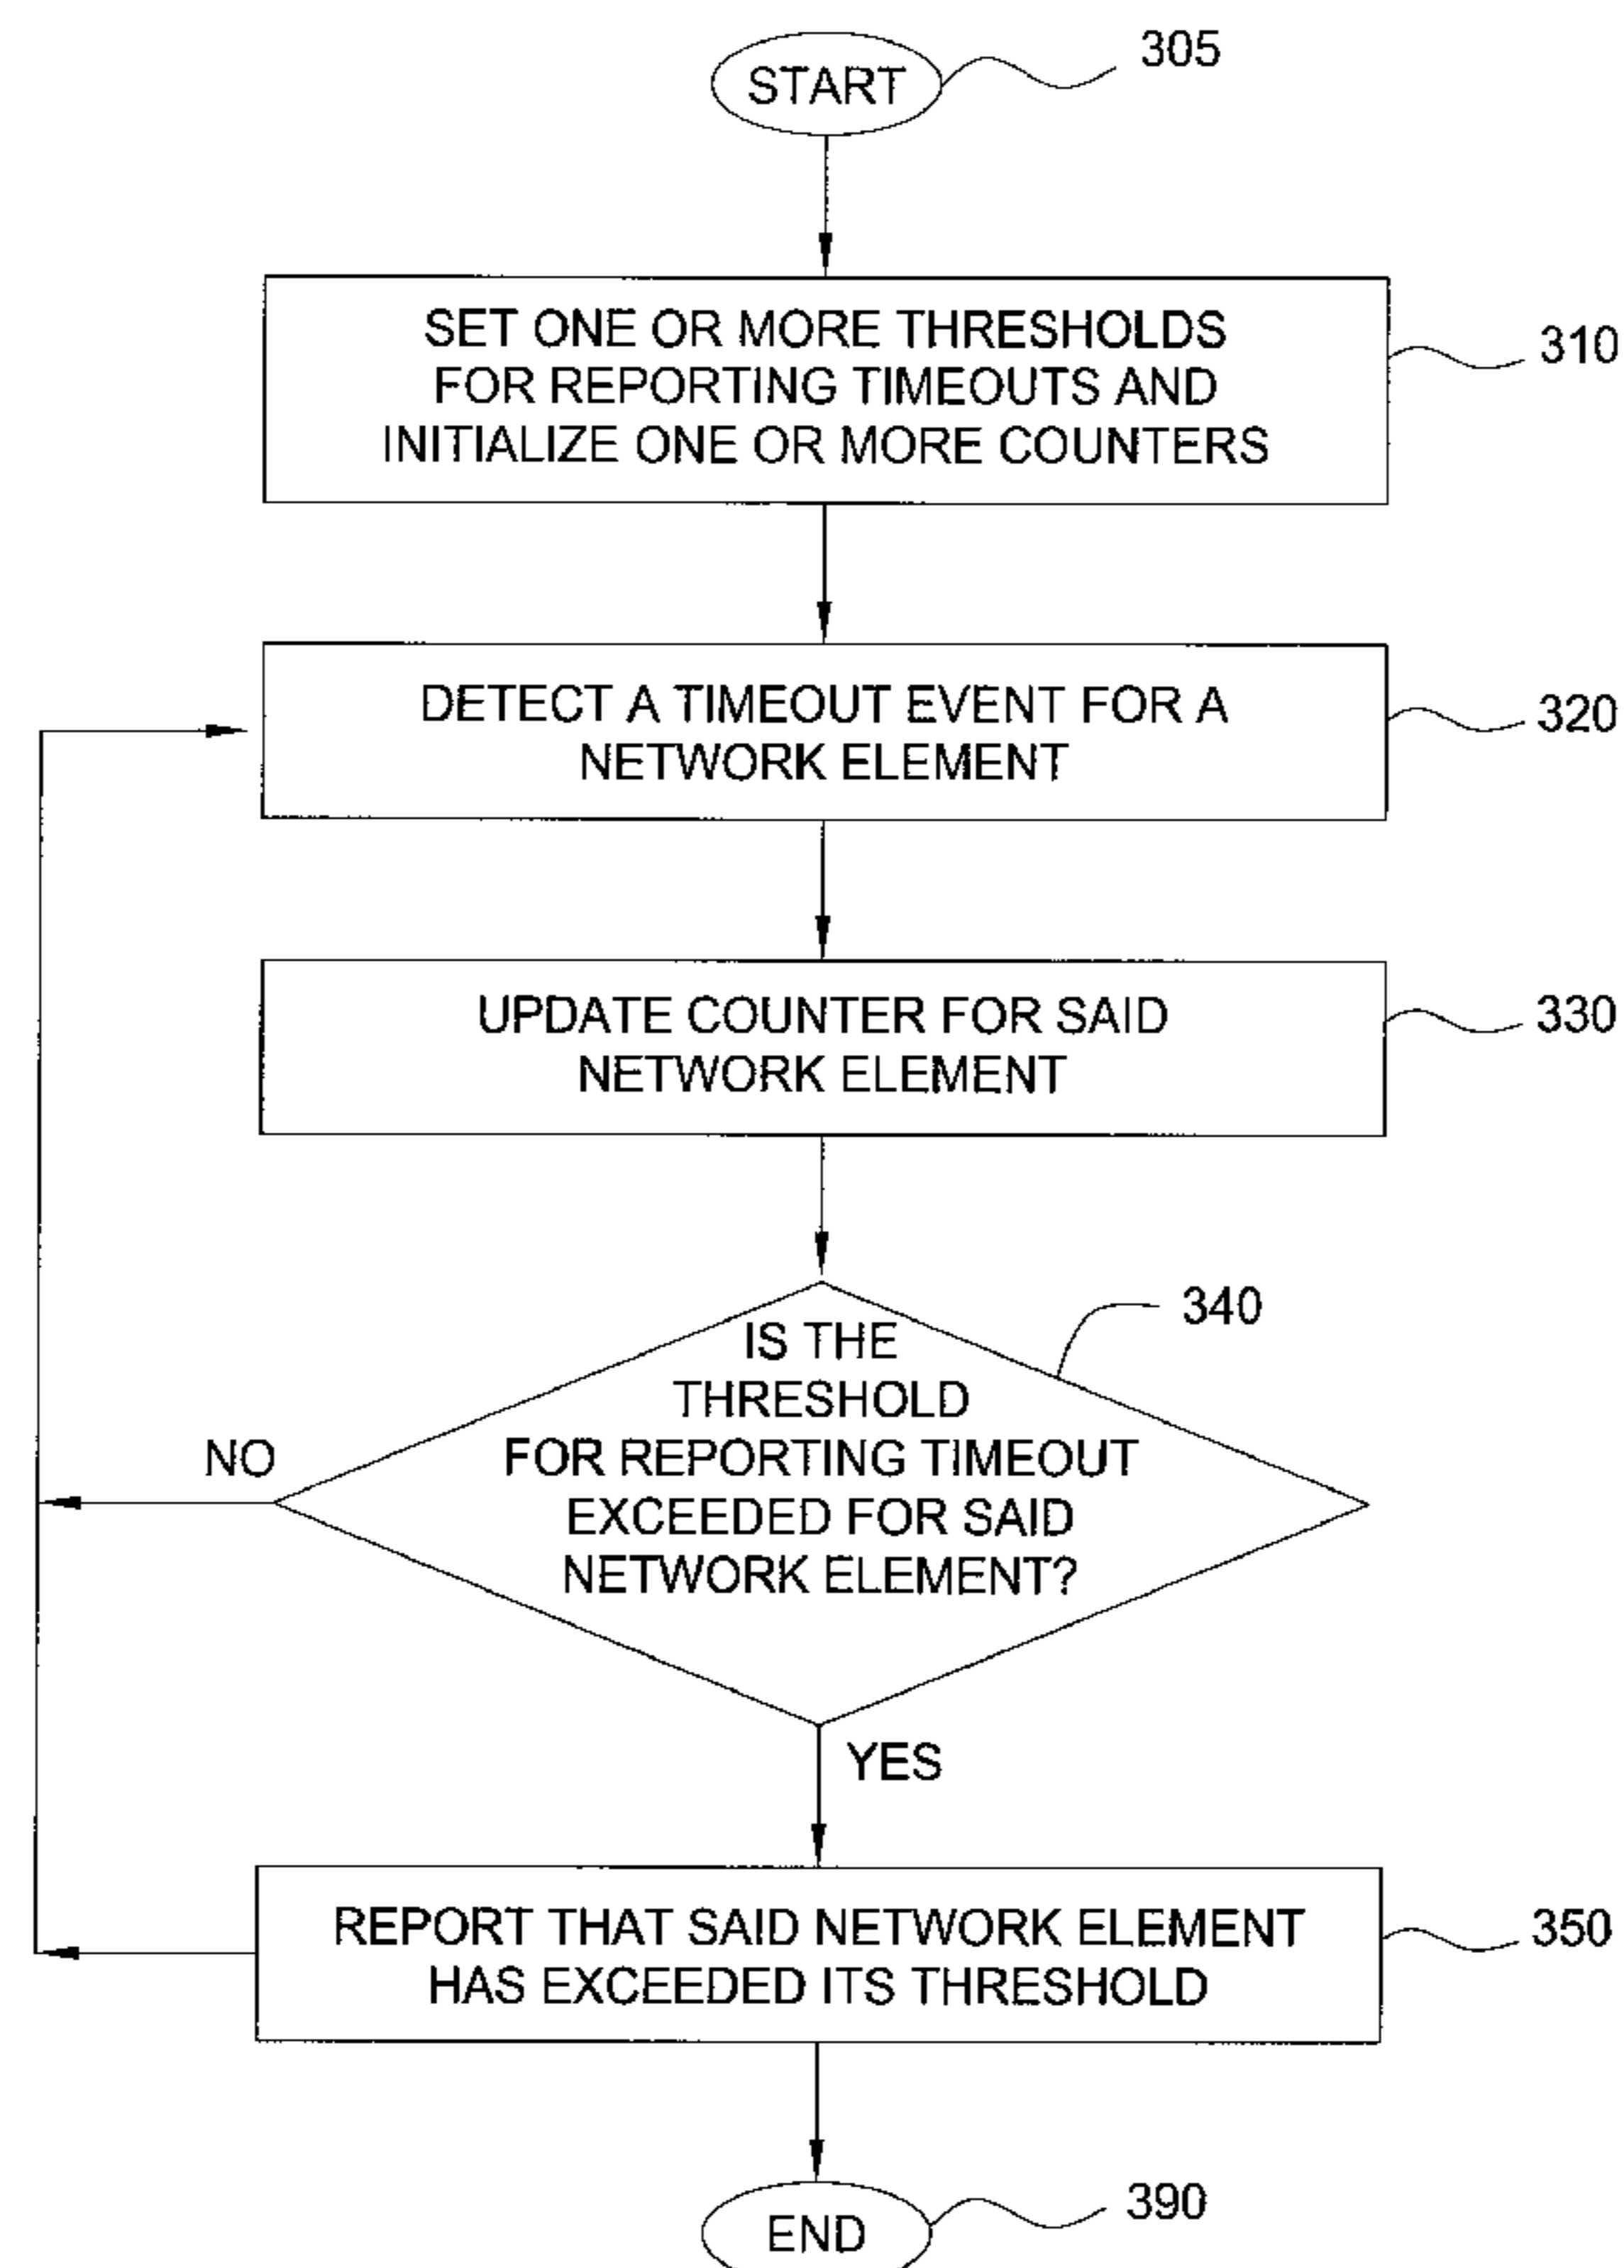 START
305
SET ONE OR MORE THRESHOLDS
FOR REPORTING TIMEOUTS AND
INITIALIZE ONE OR MORE COUNTERS
310
DETECT A TIMEOUT EVENT FOR A
NETWORK ELEMENT
320
UPDATE COUNTER FOR SAID
NETWORK ELEMENT
330
IS THE
THRESHOLD
FOR REPORTING TIMEOUT
EXCEEDED FOR SAID
NETWORK ELEMENT?
340
NO
YES
REPORT THAT SAID NETWORK ELEMENT
HAS EXCEEDED ITS THRESHOLD
350
END
390